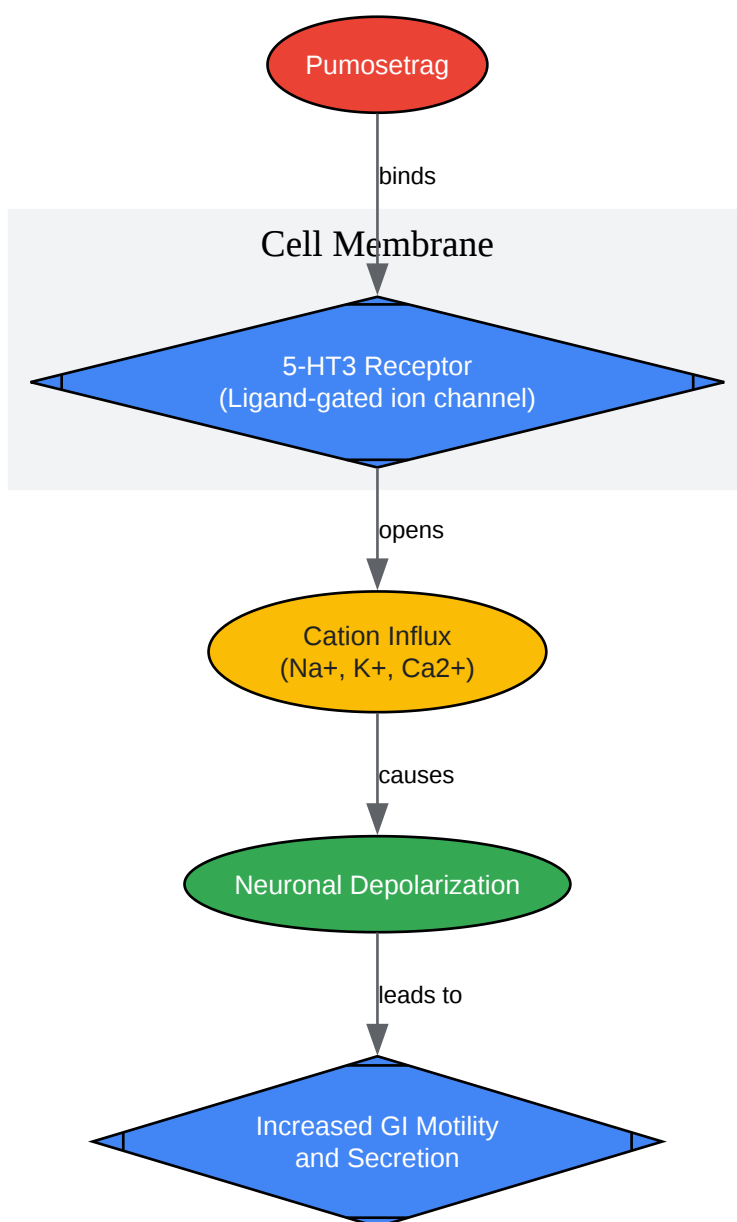 Pumosetrag
binds
Cell Membrane
5-HT3 Receptor
(Ligand-gated ion channel)
opens
Cation Influx
(Na+, K+, Ca2+)
causes
Neuronal Depolarization
leads to
Increased GI Motility
and Secretion